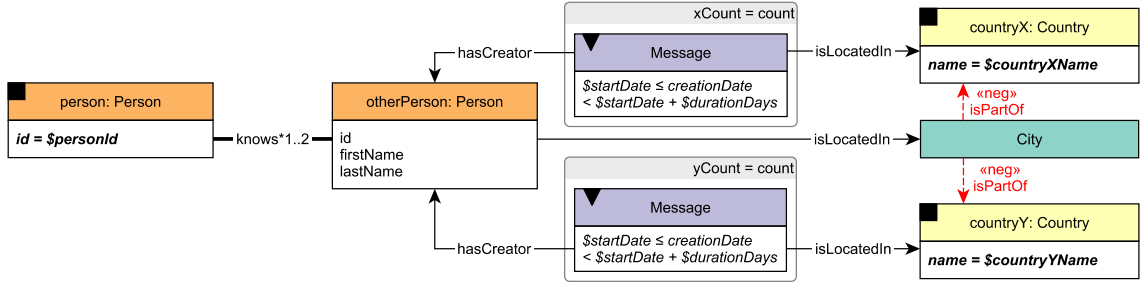 xCount = count
countryX: Country
hasCreator
Message
isLocatedIn
name = $countryXName
$startDate ≤ creationDate
< $startDate + $durationDays
«neg»
isPartOf
person: Person
otherPerson: Person
id = $personId
knows*1..2
id
firstName
lastName
isLocatedIn
City
yCount = count
«neg»
isPartOf
Message
countryY: Country
hasCreator
$startDate ≤ creationDate
< $startDate + $durationDays
isLocatedIn
name = $countryYName